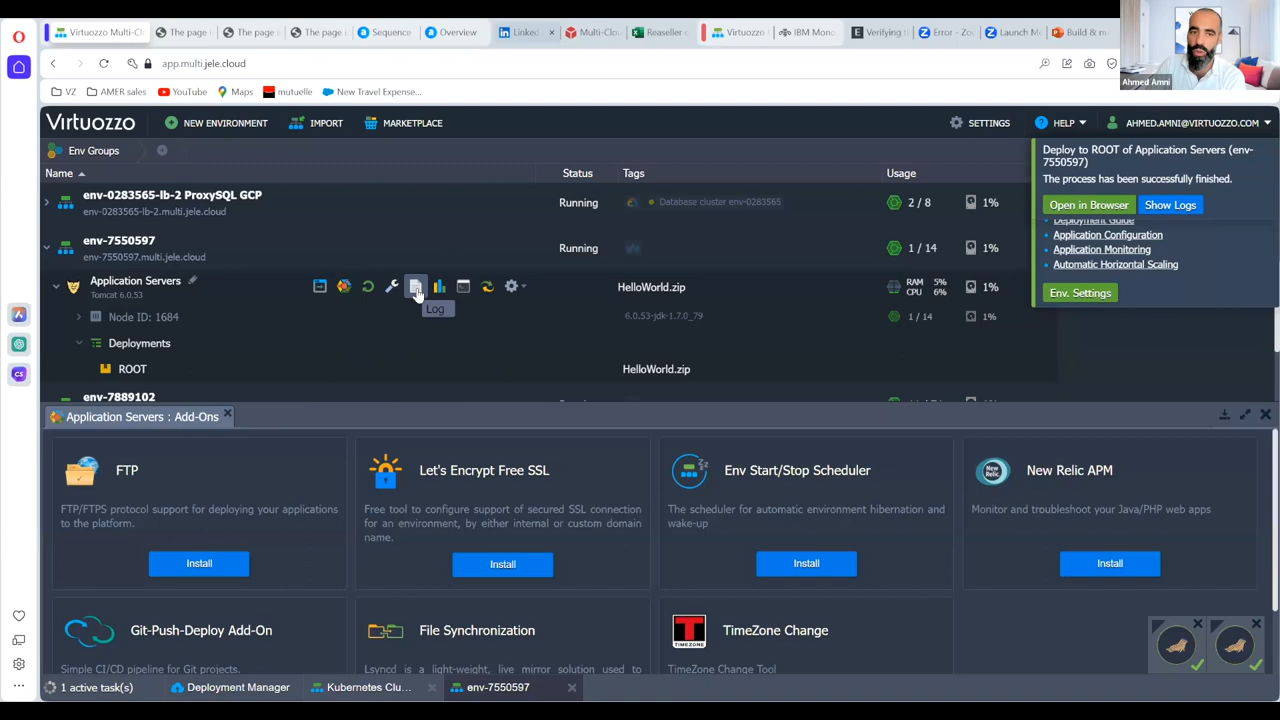 Virtuozzo Multi-Cl
The page i
The page i
The page i
Sequence
Overview
Linked
Multi-Clou
Reaseller c
Virtuozzo
iBM Mono
Verifying t
Error - Zoo
Launch M
Build & m
app.multi.jele.cloud
Ahmed Amni
VZ
AMER sales
YouTube
Maps
mutuelle
New Travel Expense...
Virtuozzo
NEW ENVIRONMENT
IMPORT
MARKETPLACE
SETTINGS
HELP
AHMED.AMNI@VIRTUOZZO.COM
Env Groups
Name
Status
Tags
Usage
Deploy to ROOT of Application Servers (env-
7550597)
The process has been successfully finished.
Open in Browser
Show Logs
Deployment Guide
Application Configuration
Application Monitoring
Automatic Horizontal Scaling
Env. Settings
env-0283565-lb-2 ProxySQL GCP
env-0283565-lb-2.multi.jele.cloud
Running
Database cluster env-0283565
2 / 8
1%
env-7550597
env-7550597.multi.jele.cloud
Running
1 / 14
1%
Application Servers
Tomcat 6.0.53
Log
HelloWorld.zip
RAM 5%
CPU 6%
1%
Node ID: 1684
6.0.53-jdk-1.7.0_79
1 / 14
1%
Deployments
ROOT
HelloWorld.zip
env-7889102
Application Servers : Add-Ons
FTP
FTP/FTPS protocol support for deploying your applications
to the platform.
Install
Let's Encrypt Free SSL
Free tool to configure support of secured SSL connection
for an environment, by either internal or custom domain
name.
Install
Env Start/Stop Scheduler
The scheduler for automatic environment hibernation and
wake-up
Install
New Relic
New Relic APM
Monitor and troubleshoot your Java/PHP web apps
Install
Git-Push-Deploy Add-On
Simple CI/CD pipeline for Git projects.
File Synchronization
Lsyncd is a light-weight, live mirror solution used to
TIMEZONE
TimeZone Change
TimeZone Change Tool
1 active task(s)
Deployment Manager
Kubernetes Clu...
env-7550597